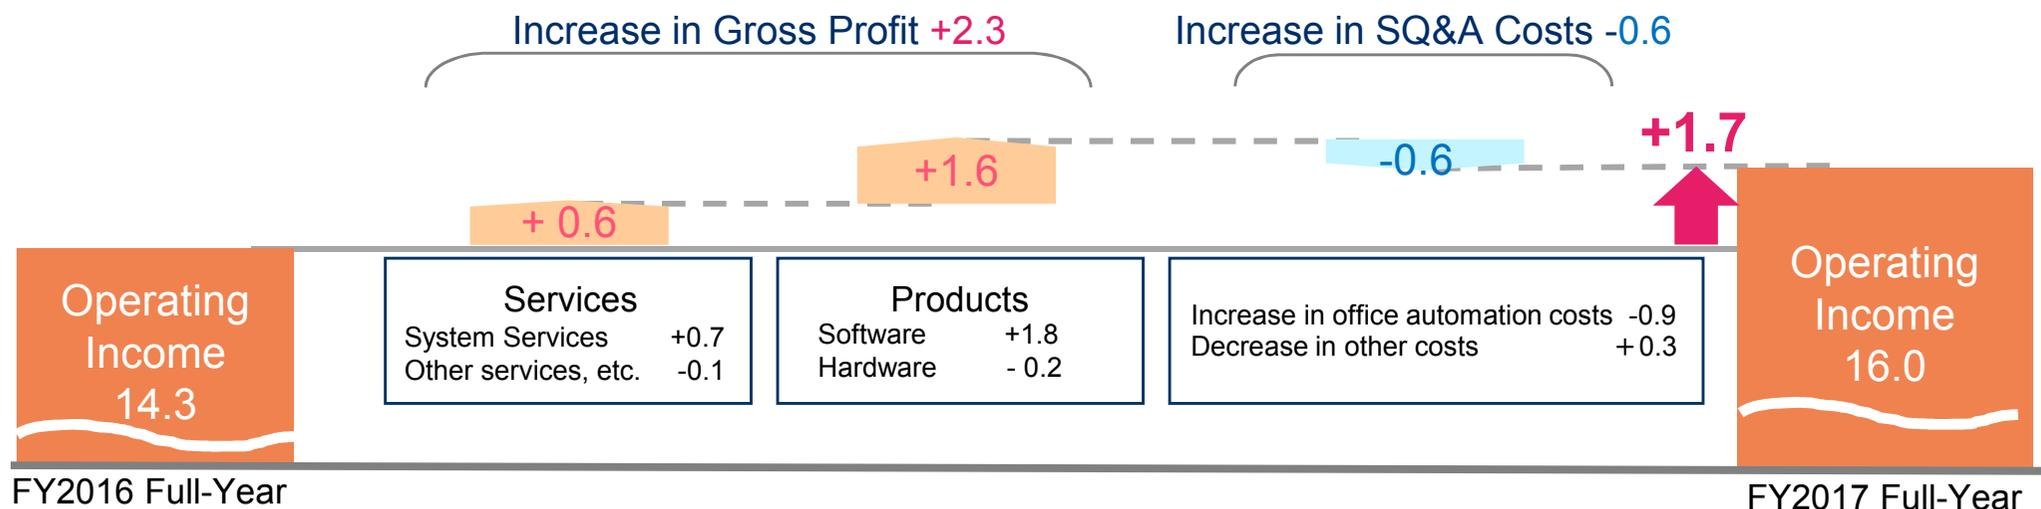 Increase in Gross Profit +2.3
Increase in SQ&A Costs -0.6
+1.7
+1.6
-0.6
+ 0.6
Operating
Income
14.3
Services
System Services +0.7
Other services, etc. -0.1
Products
Software +1.8
Hardware - 0.2
Increase in office automation costs -0.9
Decrease in other costs +0.3
Operating
Income
16.0
FY2016 Full-Year
FY2017 Full-Year